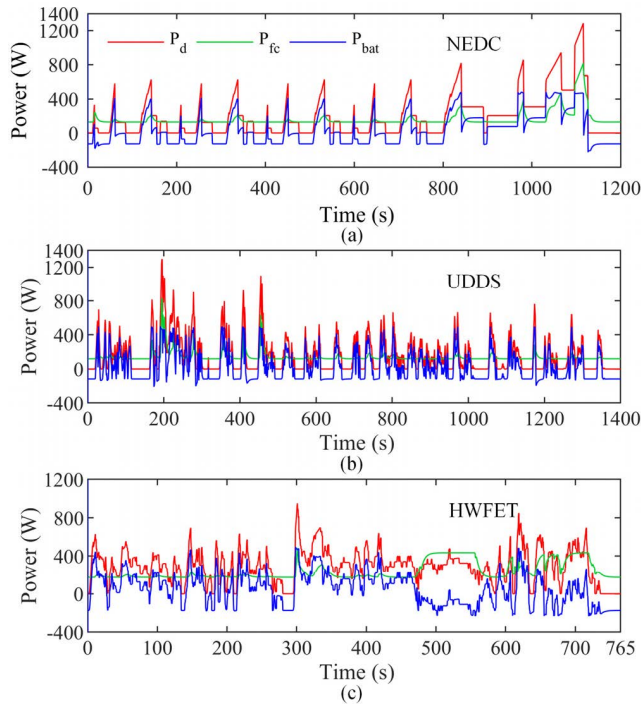 1400
1200
P_d P_fc P_bat NEDC
800
400
0
-400
Power (W)
0 200 400 600 800 1000 1200
Time (s)
(a)
1400
1200
UDDS
800
400
0
-400
Power (W)
0 200 400 600 800 1000 1200 1400
Time (s)
(b)
1200
HWFET
800
400
0
-400
Power (W)
0 100 200 300 400 500 600 700 765
Time (s)
(c)